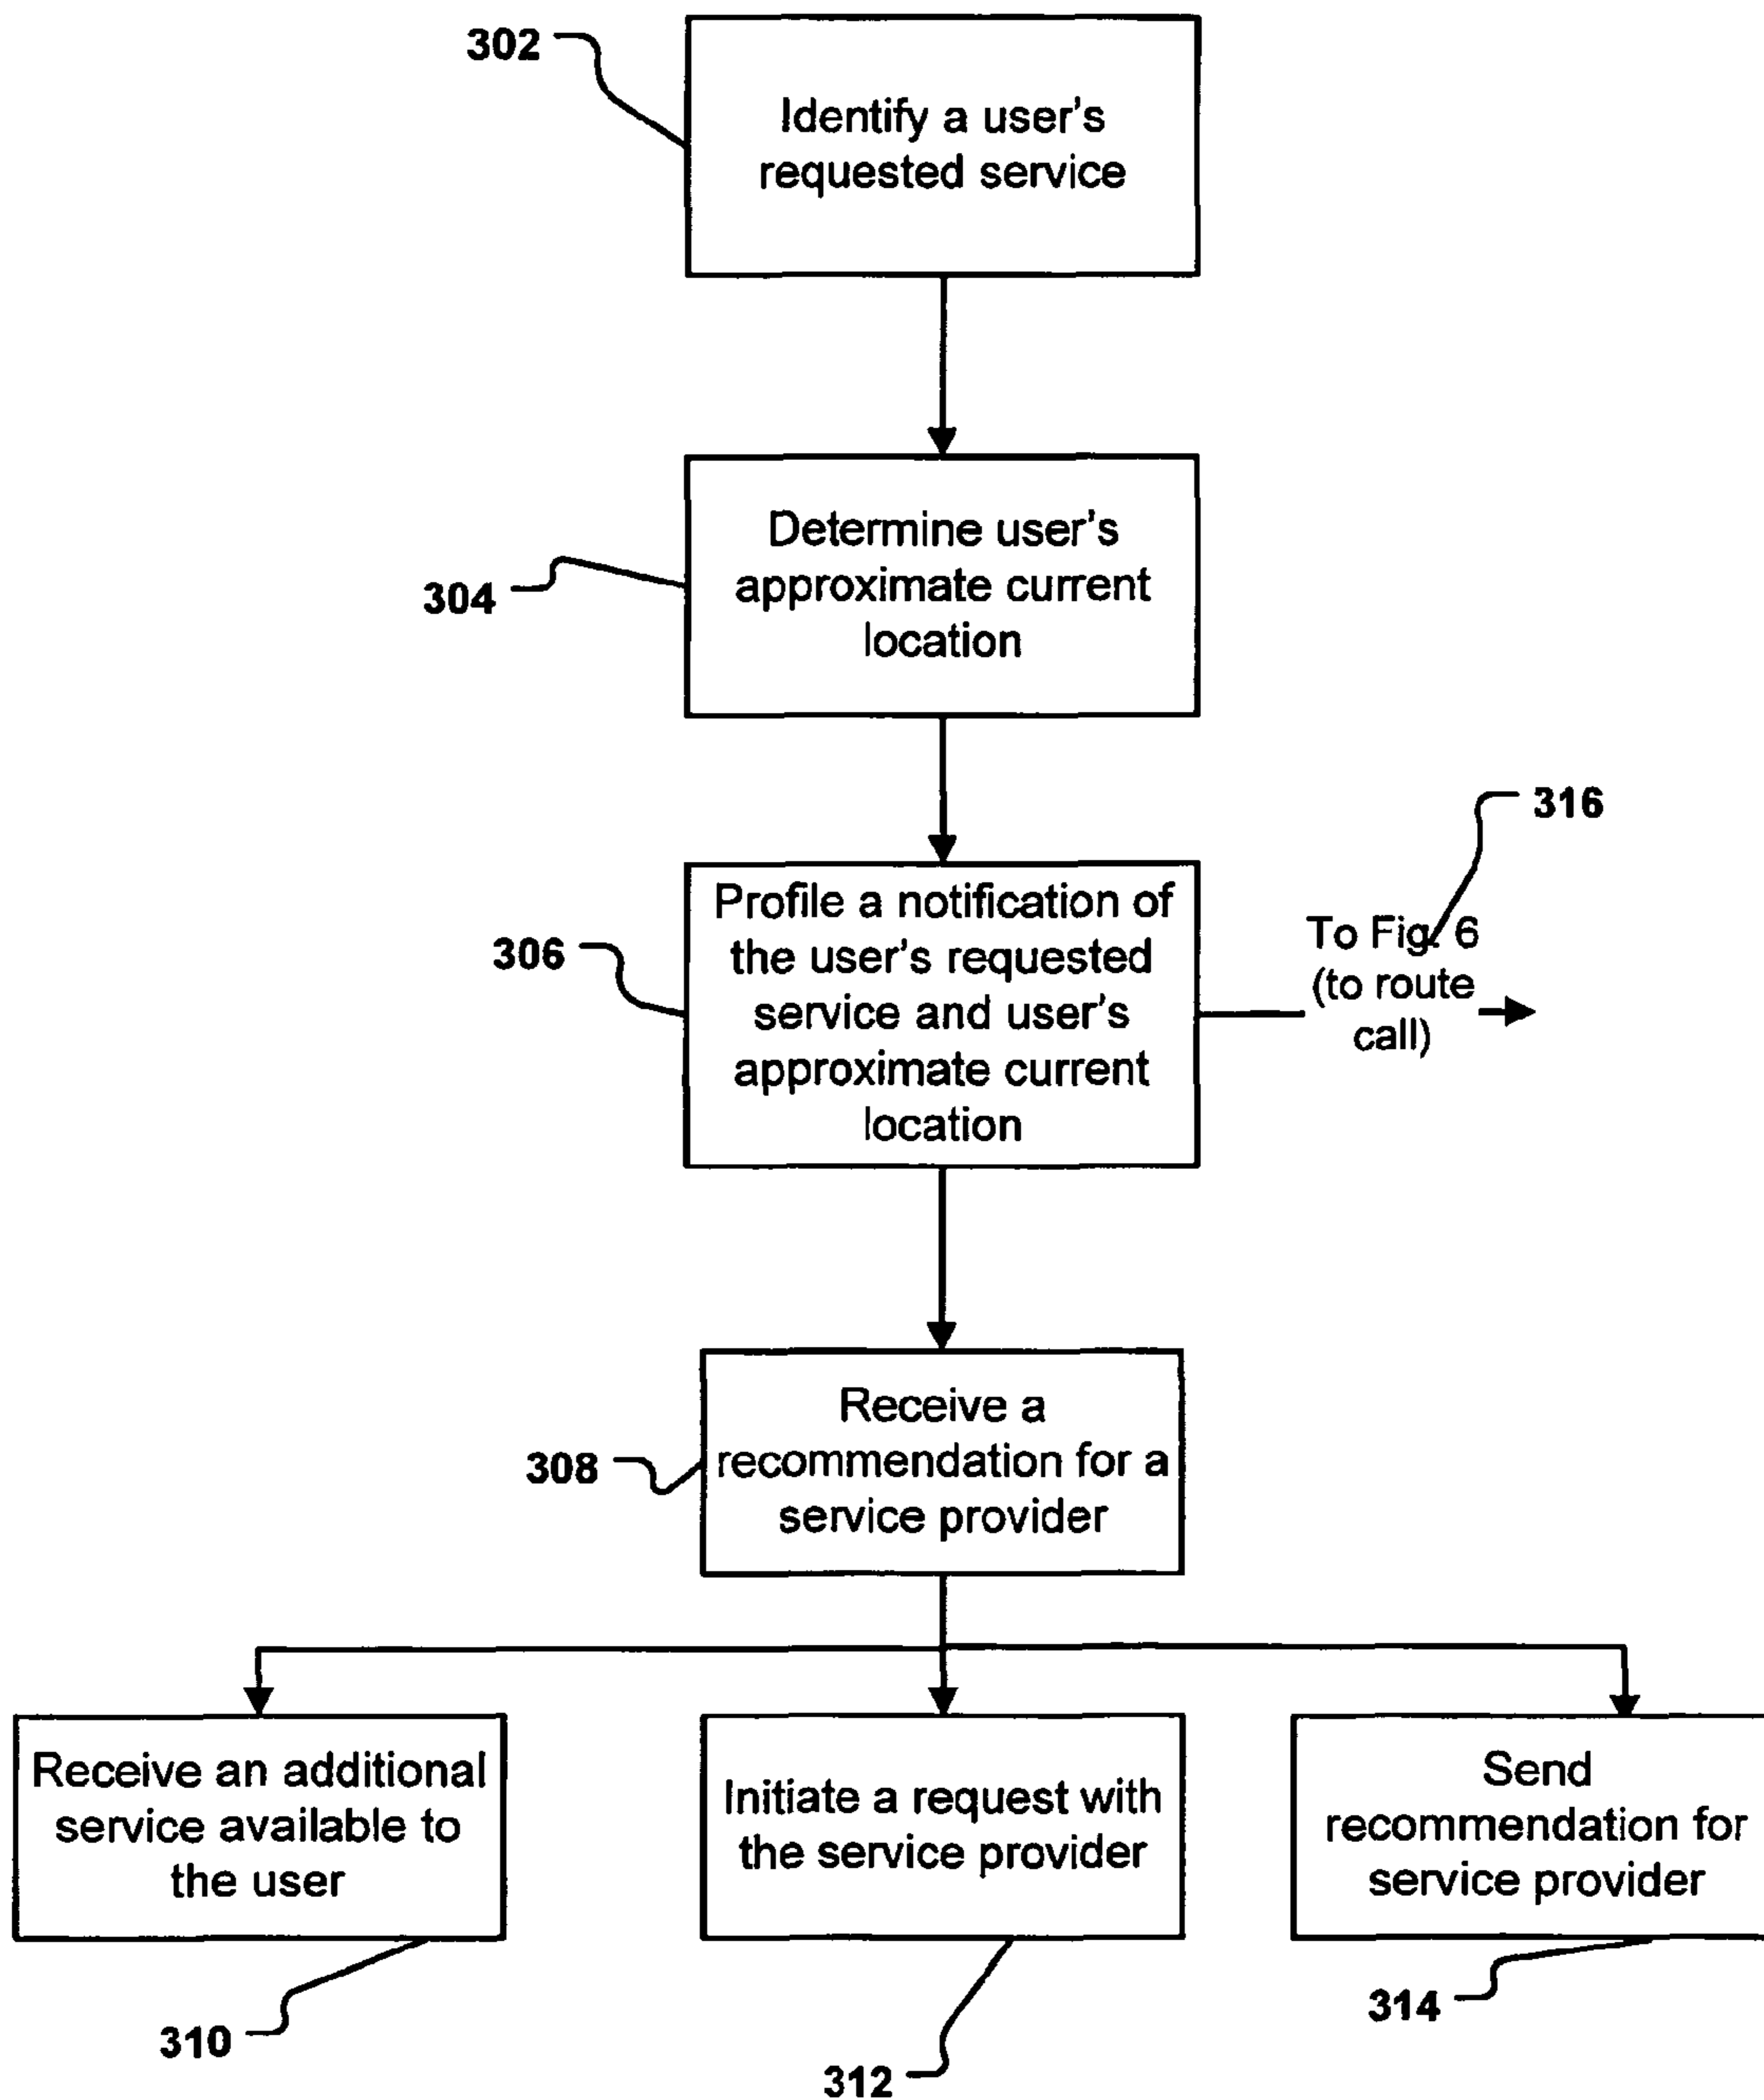 302
Identify a user's
requested service
Determine user's
approximate current
location
304
316
Profile a notification of
the user's requested
service and user's
approximate current
location
306
To Fig. 6
(to route
call)
Receive a
recommendation for a
service provider
308
Receive an additional
service available to
the user
Initiate a request with
the service provider
Send
recommendation for
service provider
310
312
314